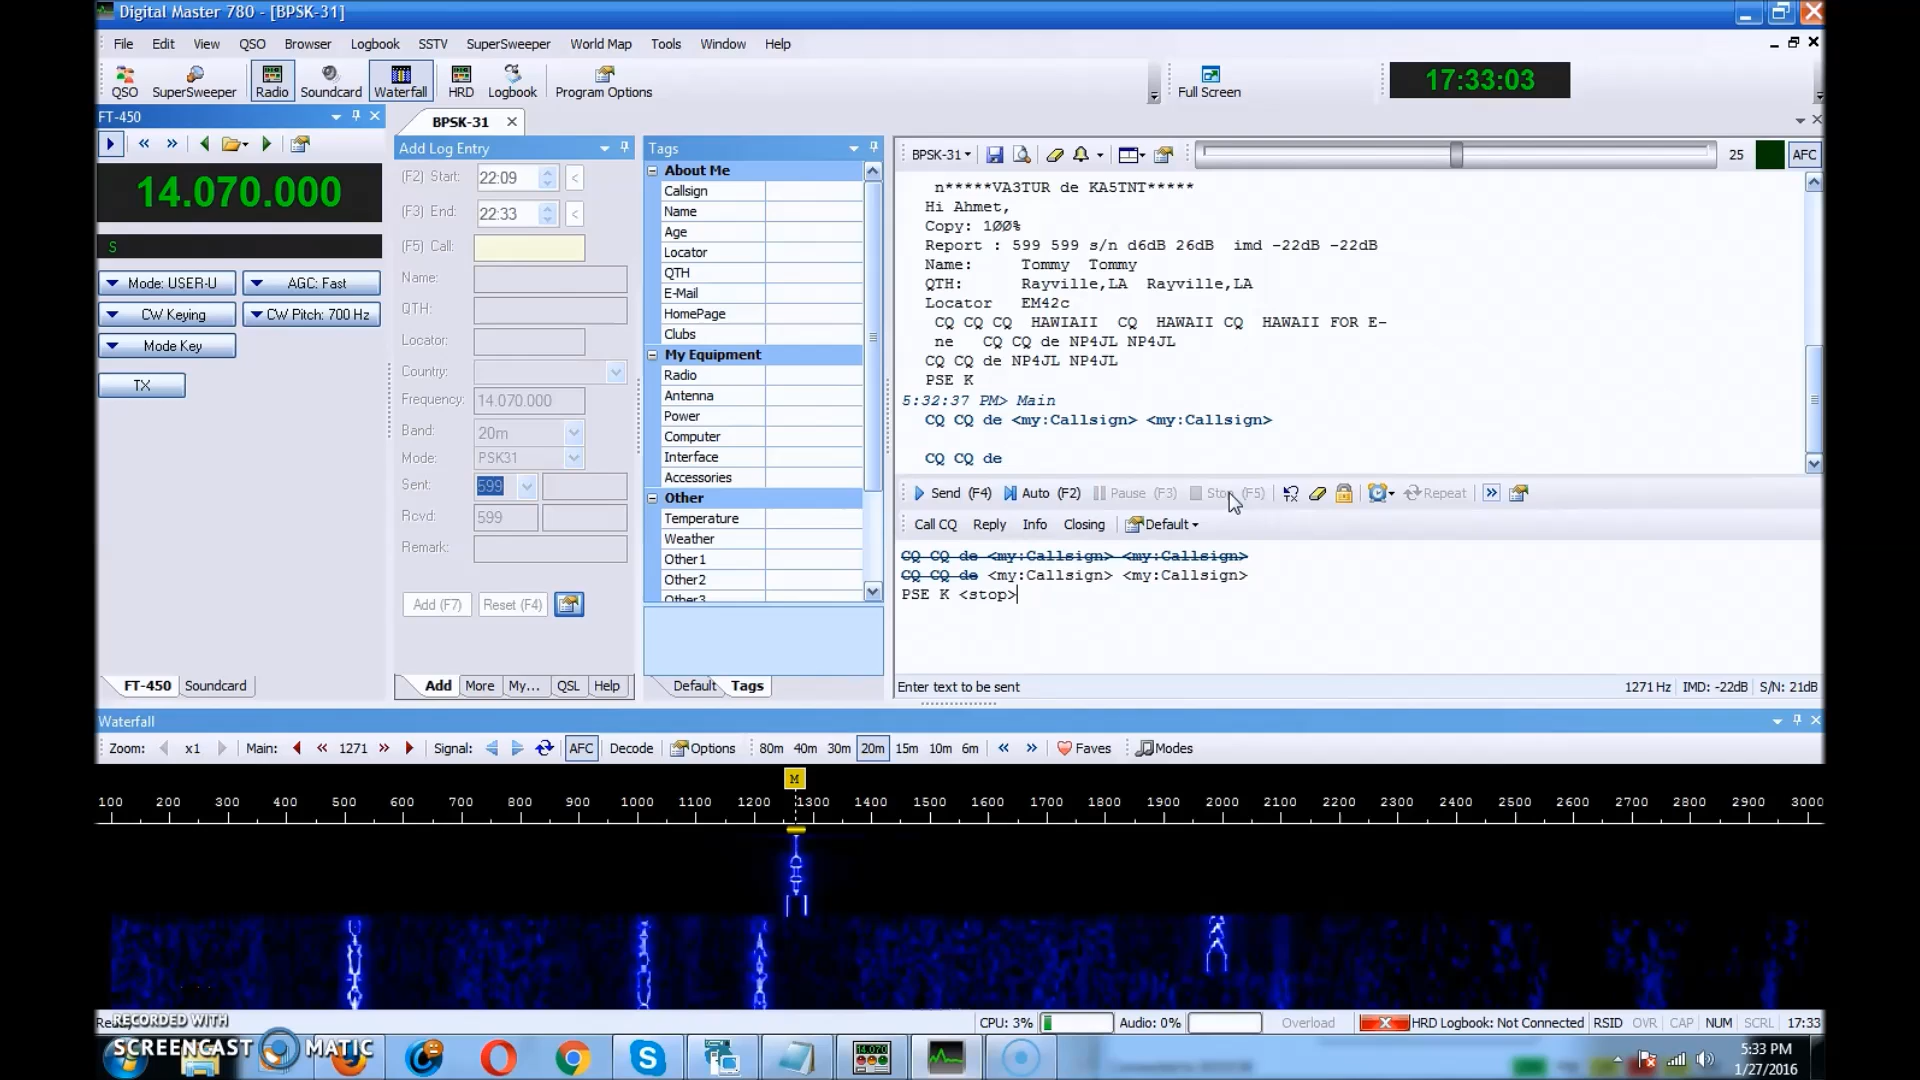 Digital Master 780 - [BPSK-31]
File Edit View QSO Browser Logbook SSTV SuperSweeper World Map Tools Window Help
QSO SuperSweeper Radio Soundcard Waterfall HRD Logbook Program Options Full Screen 17:33:03
FT-450
14.070.000
S
Mode: USER-U AGC: Fast
CW Keying CW Pitch: 700 Hz
Mode Key
TX
FT-450 Soundcard
BPSK-31
Add Log Entry
(F2) Start: 22:09 <
(F3) End: 22:33 <
(F5) Call:
Name:
QTH:
Locator:
Country:
Frequency: 14.070.000
Band: 20m
Mode: PSK31
Sent: 599
Rcvd: 599
Remark:
Add (F7) Reset (F4)
Add More My... QSL Help
Tags
About Me
Callsign
Name
Age
Locator
QTH
E-Mail
HomePage
Clubs
My Equipment
Radio
Antenna
Power
Computer
Interface
Accessories
Other
Temperature
Weather
Other1
Other2
Other3
Default Tags
BPSK-31 25 AFC
n*****VA3TUR de KA5TNT*****
Hi Ahmet,
Copy: 1ØØ%
Report : 599 599 s/n d6dB 26dB imd -22dB -22dB
Name: Tommy Tommy
QTH: Rayville,LA Rayville,LA
Locator EM42c
CQ CQ CQ HAWIAII CQ HAWAII CQ HAWAII FOR E-
ne CQ CQ de NP4JL NP4JL
CQ CQ de NP4JL NP4JL
PSE K
5:32:37 PM> Main
CQ CQ de <my:Callsign> <my:Callsign>
CQ CQ de
Send (F4) Auto (F2) Pause (F3) Stop (F5) TX Repeat
Call CQ Reply Info Closing Default
CQ CQ de <my:Callsign> <my:Callsign>
CQ CQ de <my:Callsign> <my:Callsign>
PSE K <stop>
Enter text to be sent 1271 Hz IMD: -22dB S/N: 21dB
Waterfall
Zoom: x1 Main: 1271 Signal: AFC Decode Options 80m 40m 30m 20m 15m 10m 6m Faves Modes
M
100 200 300 400 500 600 700 800 900 1000 1100 1200 1300 1400 1500 1600 1700 1800 1900 2000 2100 2200 2300 2400 2500 2600 2700 2800 2900 3000
CPU: 3% Audio: 0% Overload HRD Logbook: Not Connected RSID OVR CAP NUM SCRL 17:33
RECORDED WITH
SCREENCAST MATIC
5:33 PM
1/27/2016